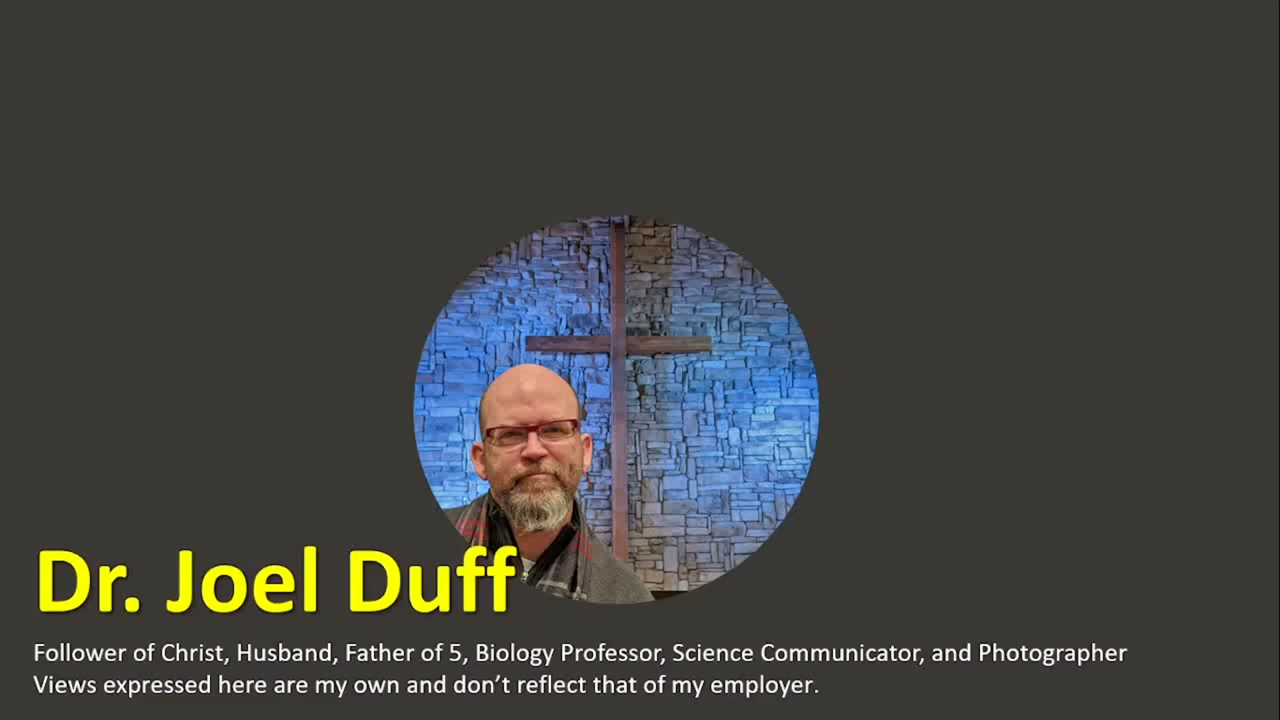 Dr. Joel Duff
Follower of Christ, Husband, Father of 5, Biology Professor, Science Communicator, and Photographer
Views expressed here are my own and don’t reflect that of my employer.